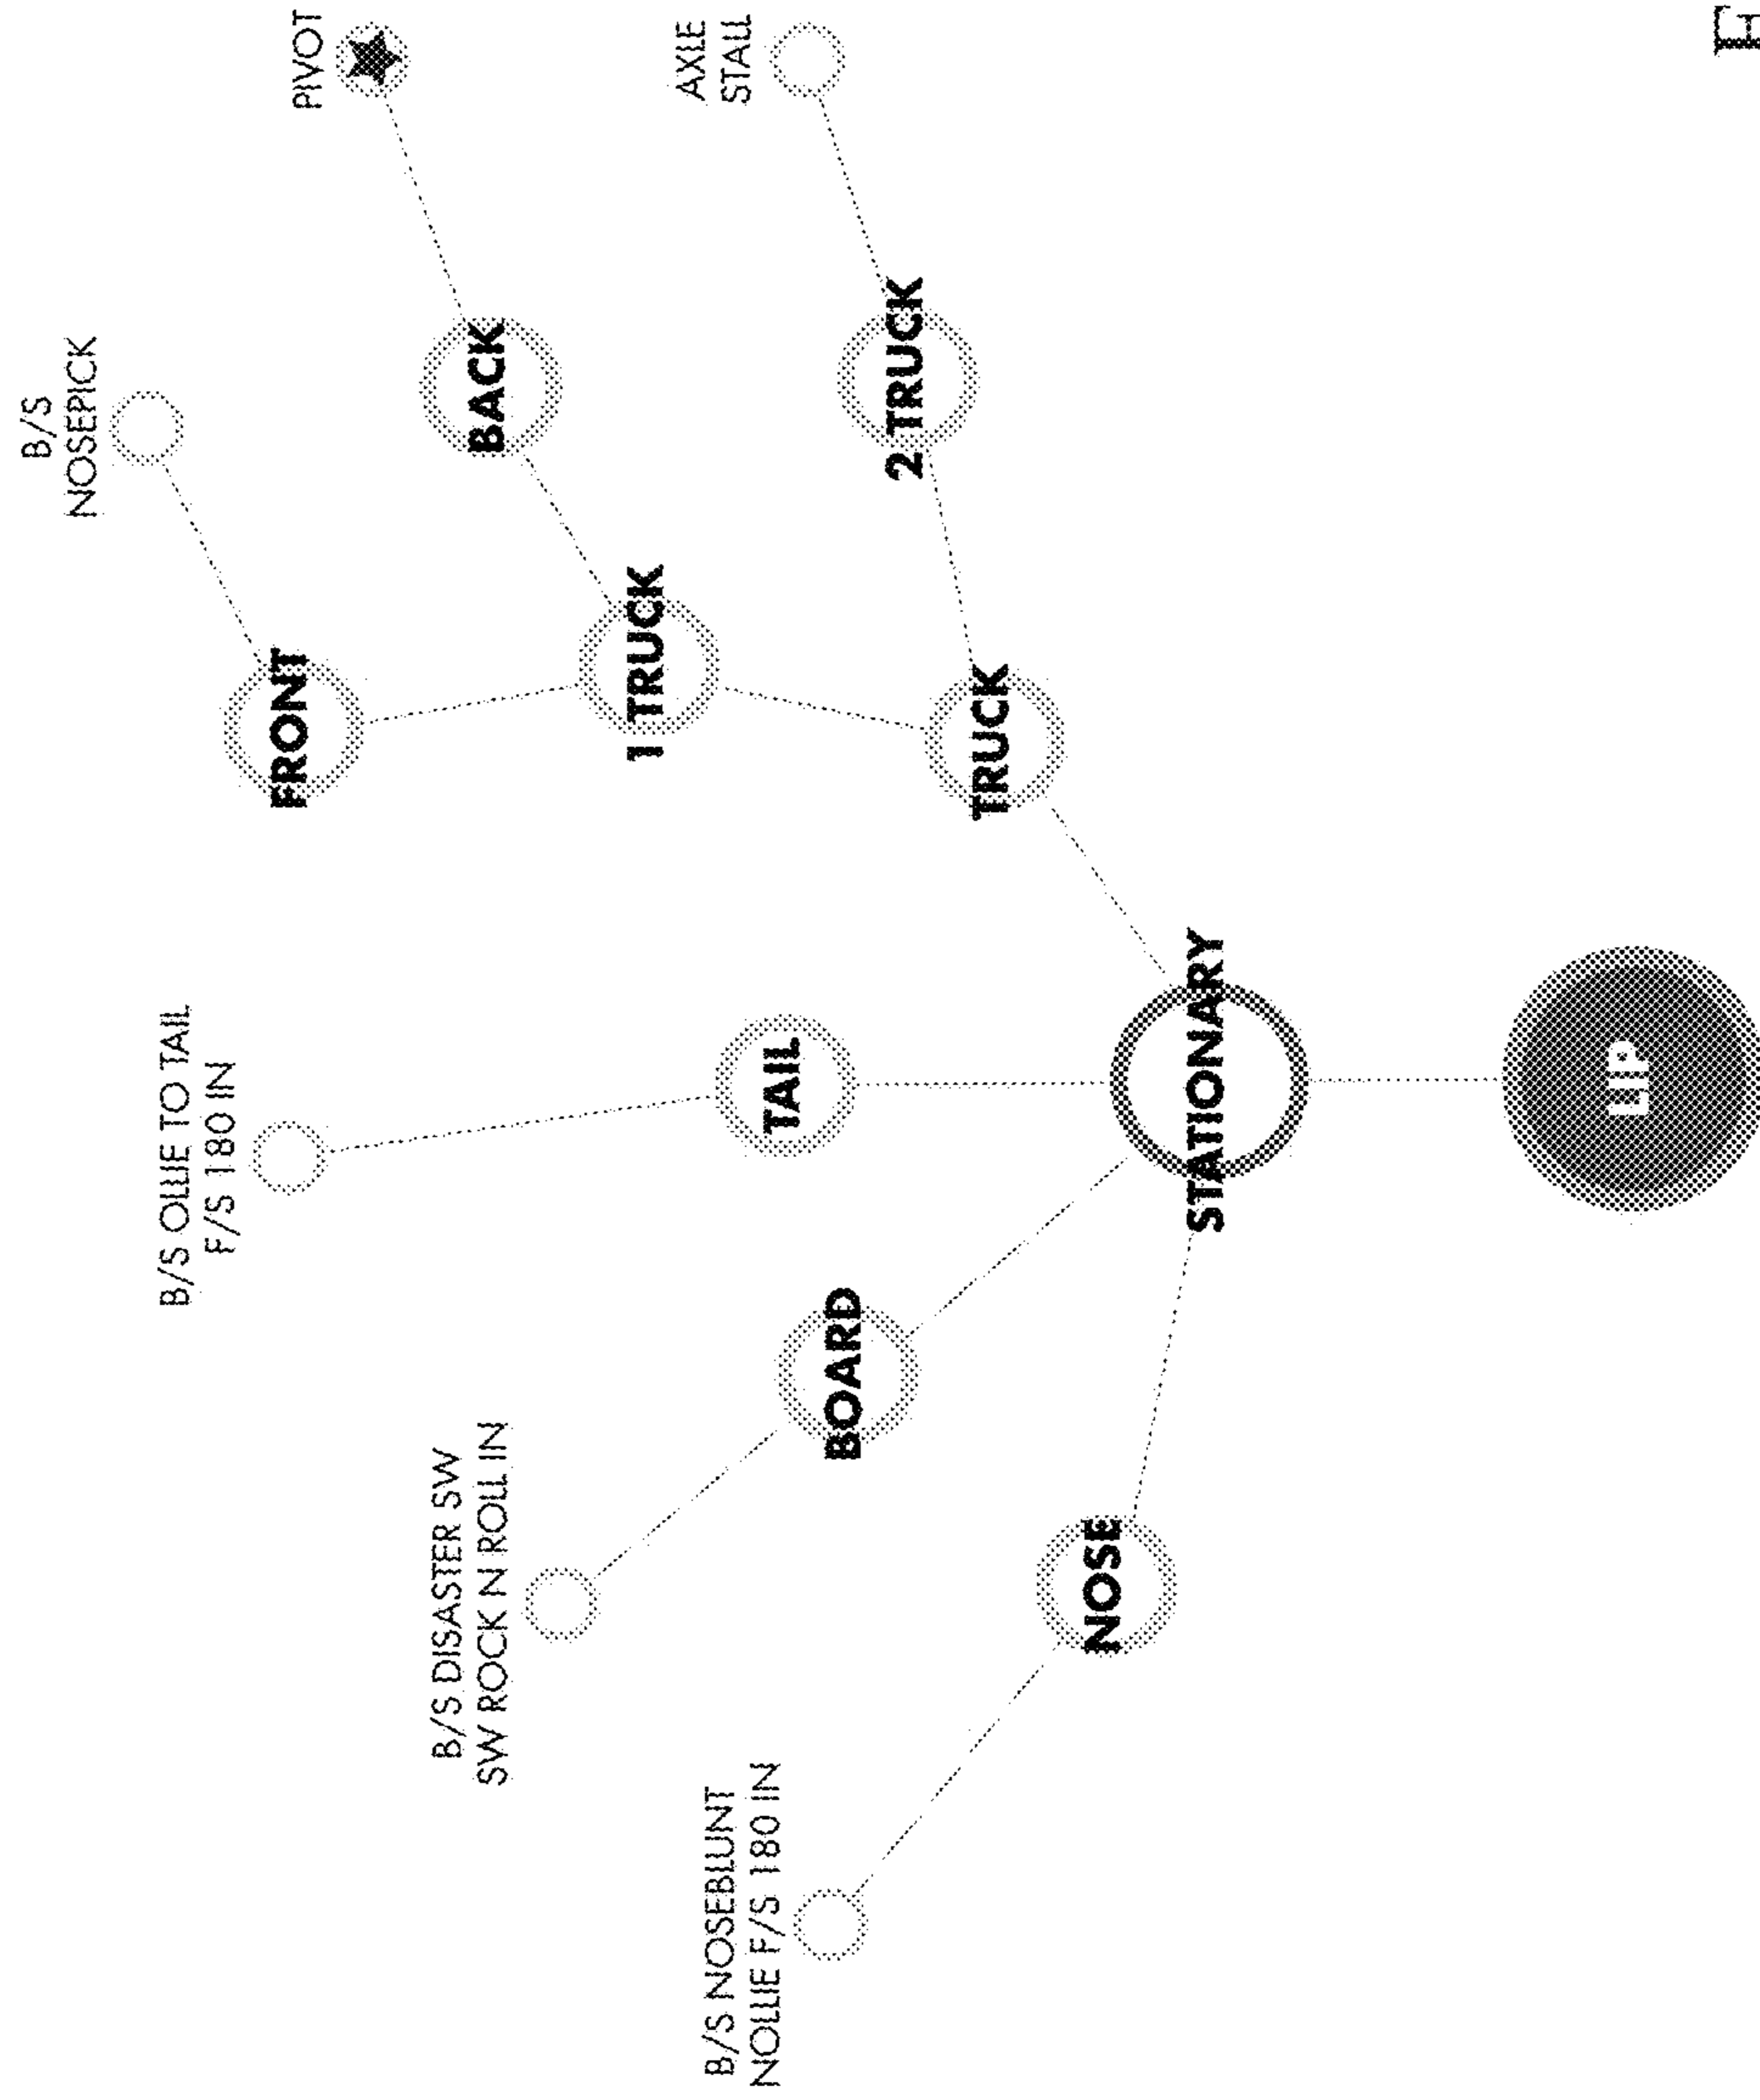 B/S
NOSEPICK
PIVOT
B/S OLLIE TO TAIL
F/S 180 IN
FRONT
BACK
B/S DISASTER SW
SW ROCK N ROLL IN
1 TRUCK
AXLE
STALL
B/S NOSEBLUNT
NOLLIE F/S 180 IN
TAIL
BOARD
2 TRUCK
TRUCK
NOSE
STATIONARY
LIP